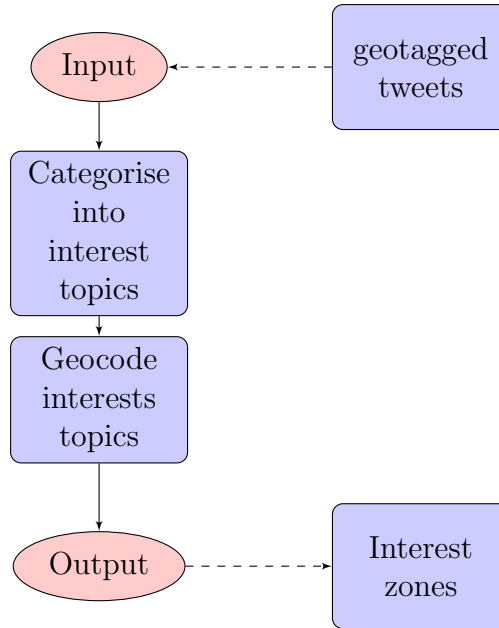 Input
geotagged
tweets
Categorise
into
interest
topics
Geocode
interests
topics
Output
Interest
zones